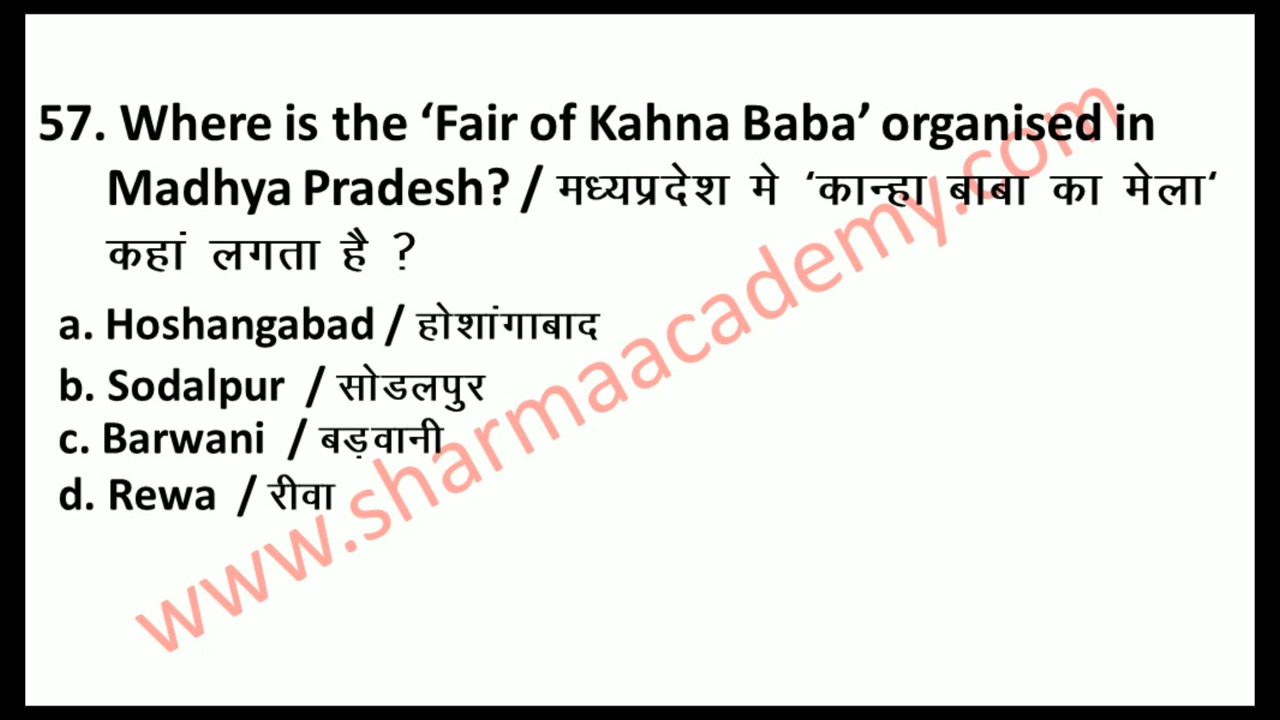 57. Where is the ‘Fair of Kahna Baba’ organised in
Madhya Pradesh? / मध्यप्रदेश मे ‘कान्हा बाबा का मेला‘
कहां लगता है ?
a. Hoshangabad / होशांगाबाद
b. Sodalpur / सोडलपुर
c. Barwani / बड़वानी
d. Rewa / रीवा
www.sharmaacademy.com